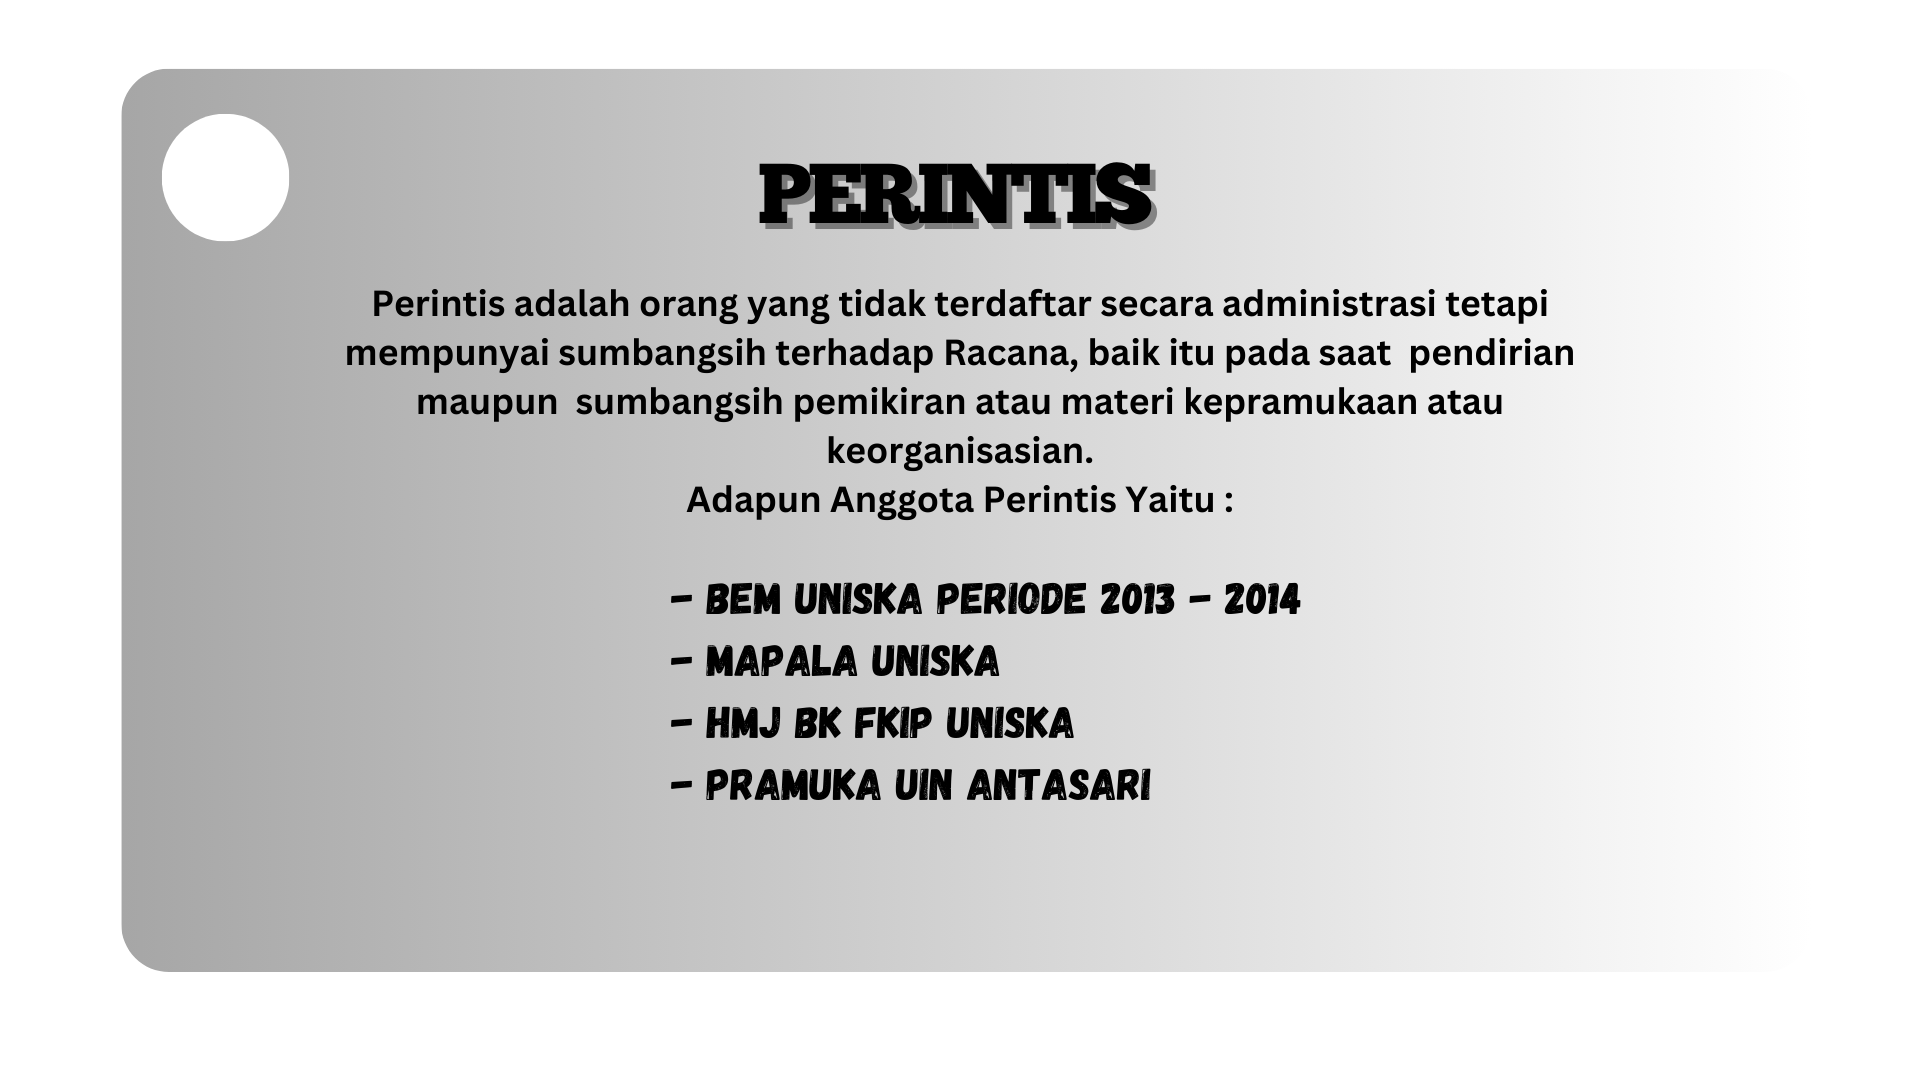 PERINTIS
Perintis adalah orang yang tidak terdaftar secara administrasi tetapi
mempunyai sumbangsih terhadap Racana, baik itu pada saat  pendirian
maupun  sumbangsih pemikiran atau materi kepramukaan atau
keorganisasian.
Adapun Anggota Perintis Yaitu :
- BEM UNISKA PERIODE 2013 - 2014
- MAPALA UNISKA
- HMJ BK FKIP UNISKA
- PRAMUKA UIN ANTASARI